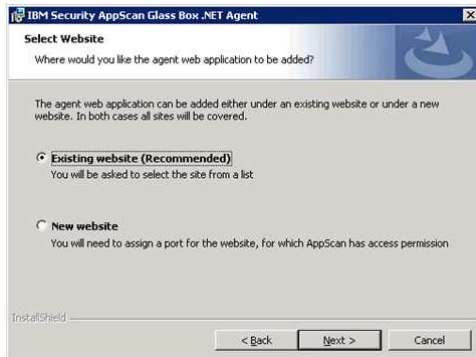 IBM Security AppScan Glass Box .NET Agent
Select Website
Where would you like the agent web application to be added?
The agent web application can be added either under an existing website or under a new
website. In both cases all sites will be covered.
Existing website (Recommended)
You will be asked to select the site from a list
New website
You will need to assign a port for the website, for which AppScan has access permission
InstallShield
< Back
Next >
Cancel